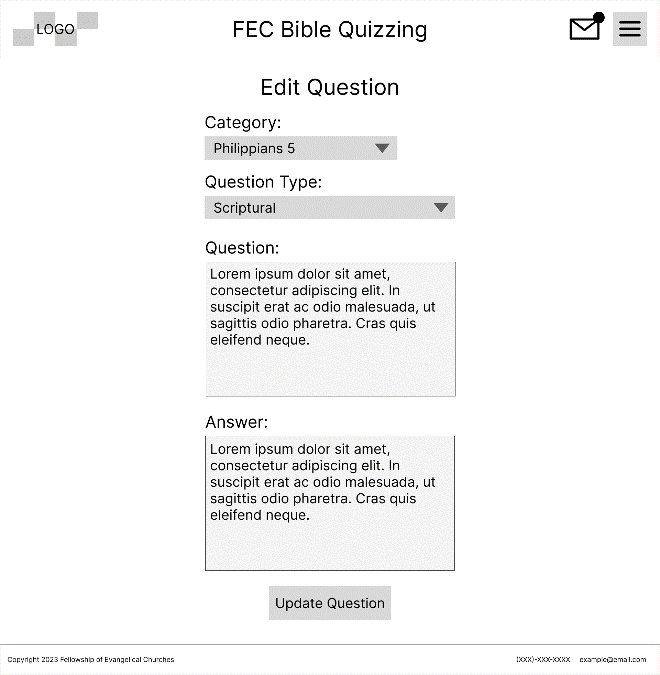 LOGO
FEC Bible Quizzing
Edit Question
Category:
Philippians 5
Question Type:
Scriptural
Question:
Lorem ipsum dolor sit amet,
consectetur adipiscing elit. In
suscipit erat ac odio malesuada, ut
sagittis odio pharetra. Cras quis
eleifend neque.
Answer:
Lorem ipsum dolor sit amet,
consectetur adipiscing elit. In
suscipit erat ac odio malesuada, ut
sagittis odio pharetra. Cras quis
eleifend neque.
Update Question
Copyright 2023 Fellowship of Evangelical Churches
(XXX)-XXX-XXXX example@email.com